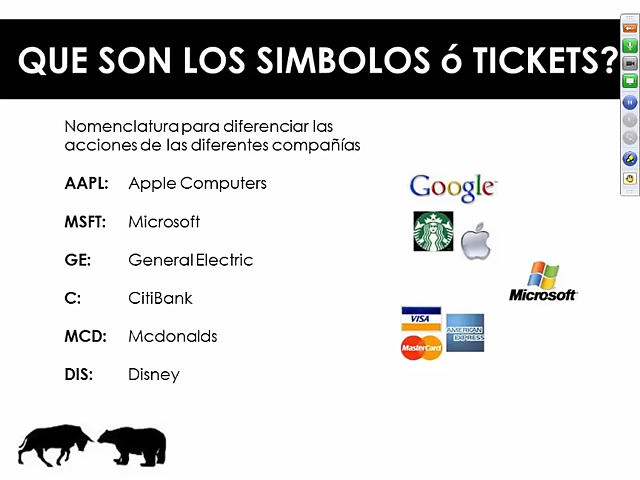 QUE SON LOS SIMBOLOS ó TICKETS?
Nomenclatura para diferenciar las
acciones de las diferentes compañías
AAPL: Apple Computers
MSFT: Microsoft
GE: General Electric
C: CitiBank
MCD: Mcdonalds
DIS: Disney
Google
Microsoft
VISA
AMERICAN
EXPRESS
MasterCard